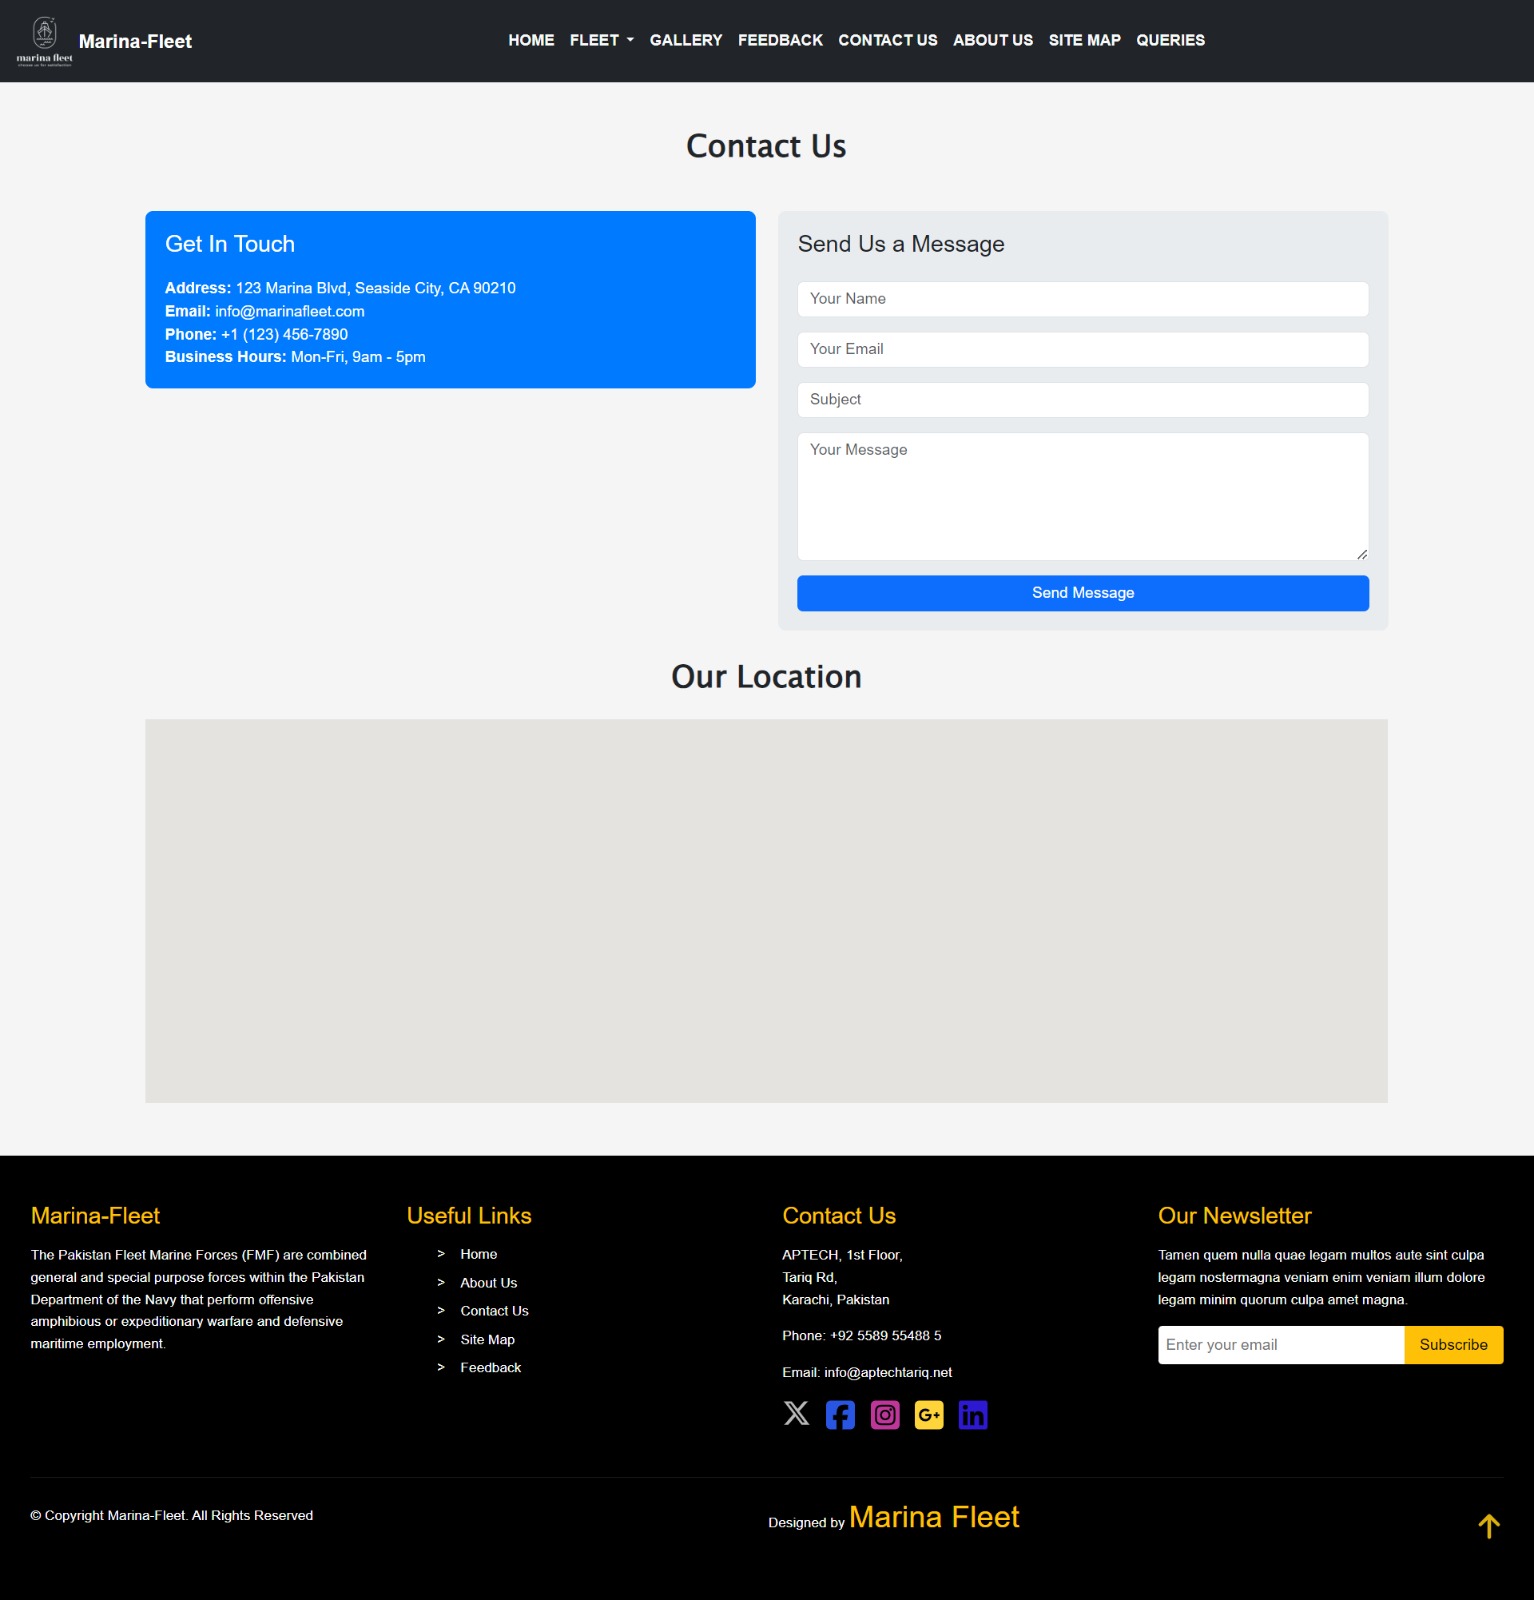 marina fleet
Marina-Fleet
HOME FLEET GALLERY FEEDBACK CONTACT US ABOUT US SITE MAP QUERIES
Contact Us
Get In Touch
Address: 123 Marina Blvd, Seaside City, CA 90210
Email: info@marinafleet.com
Phone: +1 (123) 456-7890
Business Hours: Mon-Fri, 9am - 5pm
Send Us a Message
Your Name
Your Email
Subject
Your Message
Send Message
Our Location
Marina-Fleet
The Pakistan Fleet Marine Forces (FMF) are combined
general and special purpose forces within the Pakistan
Department of the Navy that perform offensive
amphibious or expeditionary warfare and defensive
maritime employment.
Useful Links
> Home
> About Us
> Contact Us
> Site Map
> Feedback
Contact Us
APTECH, 1st Floor,
Tariq Rd,
Karachi, Pakistan
Phone: +92 5589 55488 5
Email: info@aptechtariq.net
Our Newsletter
Tamen quem nulla quae legam multos aute sint culpa
legam nostermagna veniam enim veniam illum dolore
legam minim quorum culpa amet magna.
Enter your email Subscribe
© Copyright Marina-Fleet. All Rights Reserved
Designed by Marina Fleet